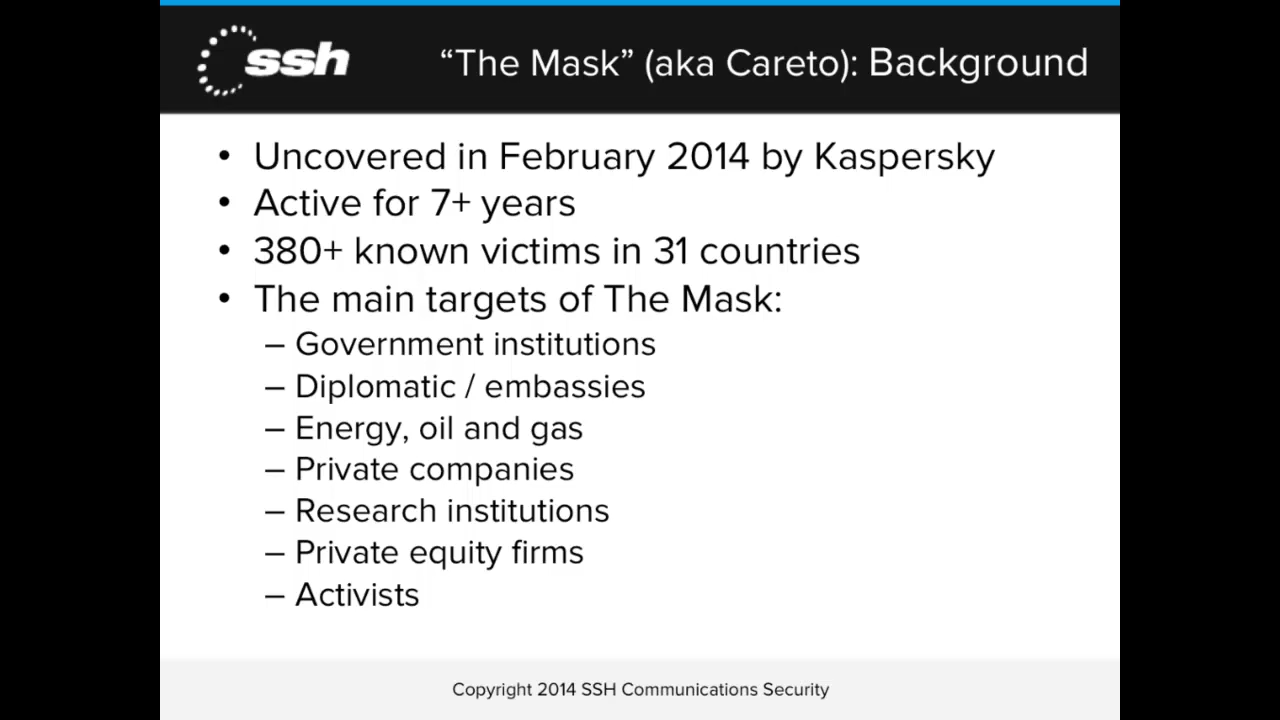 ssh
“The Mask” (aka Careto): Background
• Uncovered in February 2014 by Kaspersky
• Active for 7+ years
• 380+ known victims in 31 countries
• The main targets of The Mask:
– Government institutions
– Diplomatic / embassies
– Energy, oil and gas
– Private companies
– Research institutions
– Private equity firms
– Activists
Copyright 2014 SSH Communications Security